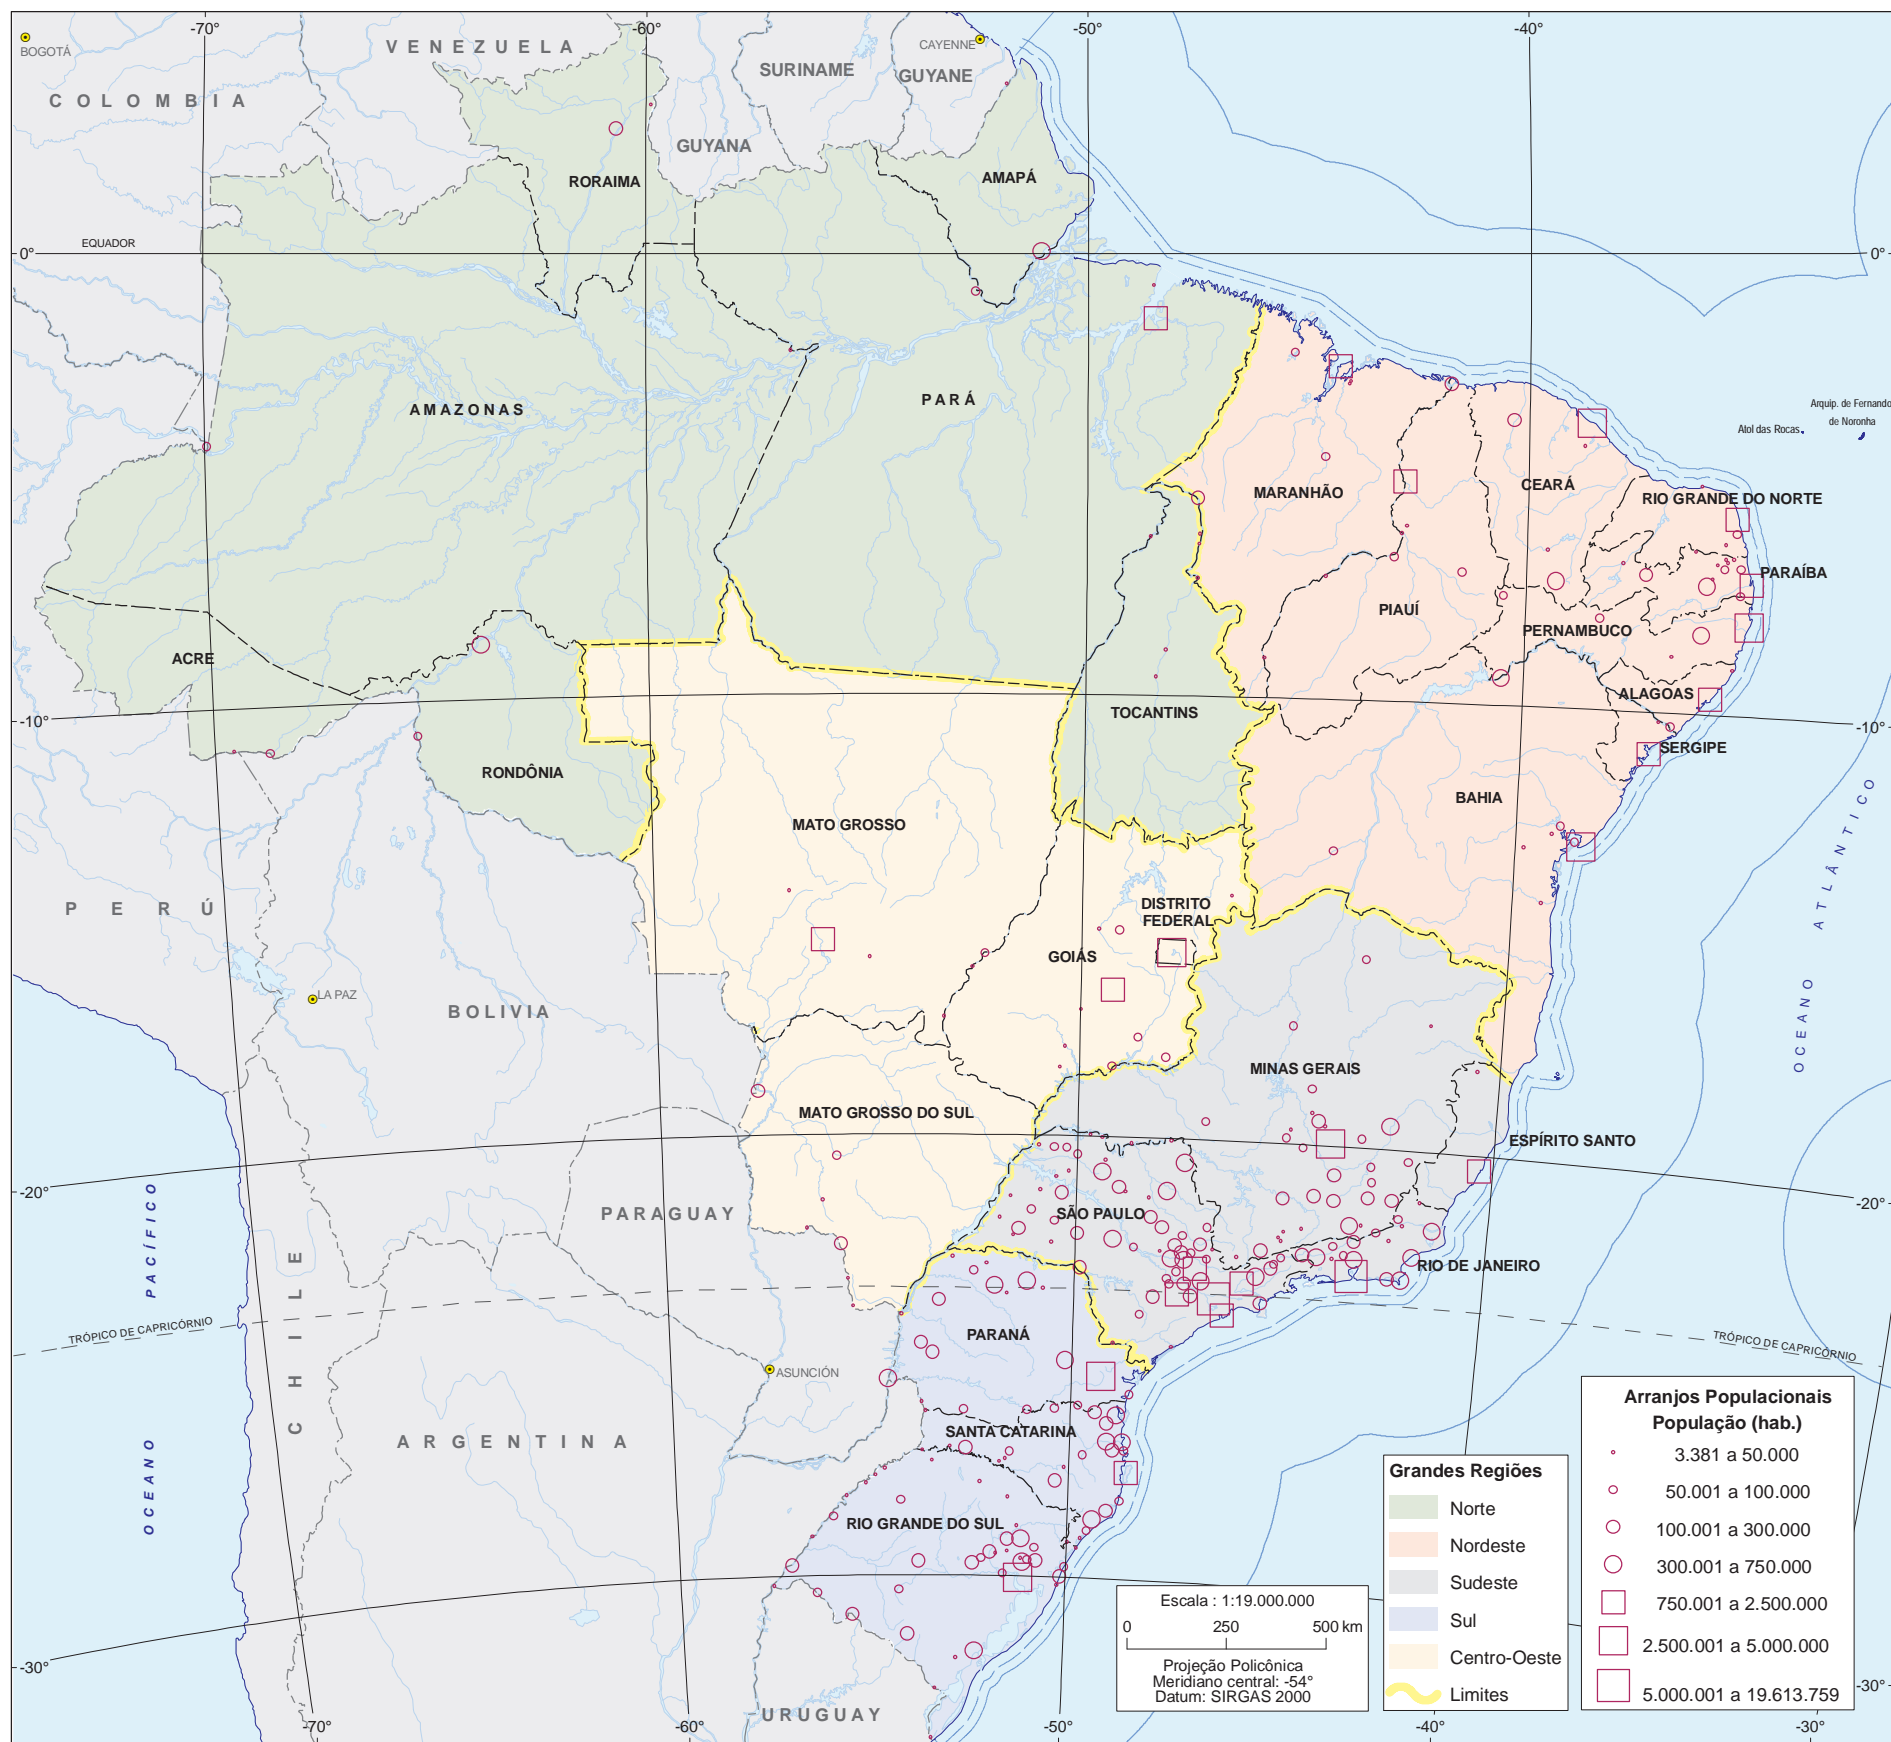 -70°
-60°
-50°
-40°
BOGOTÁ
VENEZUELA
CAYENNE
SURINAME
GUYANE
COLOMBIA
GUYANA
RORAIMA
AMAPÁ
EQUADOR
0°
0°
AMAZONAS
PARÁ
Arquip. de Fernando
de Noronha
Atol das Rocas
MARANHÃO
CEARÁ
RIO GRANDE DO NORTE
PARAÍBA
PIAUÍ
PERNAMBUCO
ACRE
ALAGOAS
-10°
TOCANTINS
-10°
SERGIPE
RONDÔNIA
BAHIA
MATO GROSSO
OCEANO ATLÂNTICO
PERÚ
DISTRITO
FEDERAL
GOIÁS
LA PAZ
BOLIVIA
MINAS GERAIS
MATO GROSSO DO SUL
ESPÍRITO SANTO
-20°
-20°
PARAGUAY
SÃO PAULO
RIO DE JANEIRO
OCEANO PACÍFICO
CHILE
TRÓPICO DE CAPRICÓRNIO
TRÓPICO DE CAPRICÓRNIO
PARANÁ
ASUNCIÓN
SANTA CATARINA
ARGENTINA
RIO GRANDE DO SUL
-30°
-30°
URUGUAY
-70°
-60°
-50°
-40°
-30°
Escala : 1:19.000.000
0 250 500 km
Projeção Policônica
Meridiano central: -54°
Datum: SIRGAS 2000
Grandes Regiões
Norte
Nordeste
Sudeste
Sul
Centro-Oeste
Limites
Arranjos Populacionais
População (hab.)
3.381 a 50.000
50.001 a 100.000
100.001 a 300.000
300.001 a 750.000
750.001 a 2.500.000
2.500.001 a 5.000.000
5.000.001 a 19.613.759